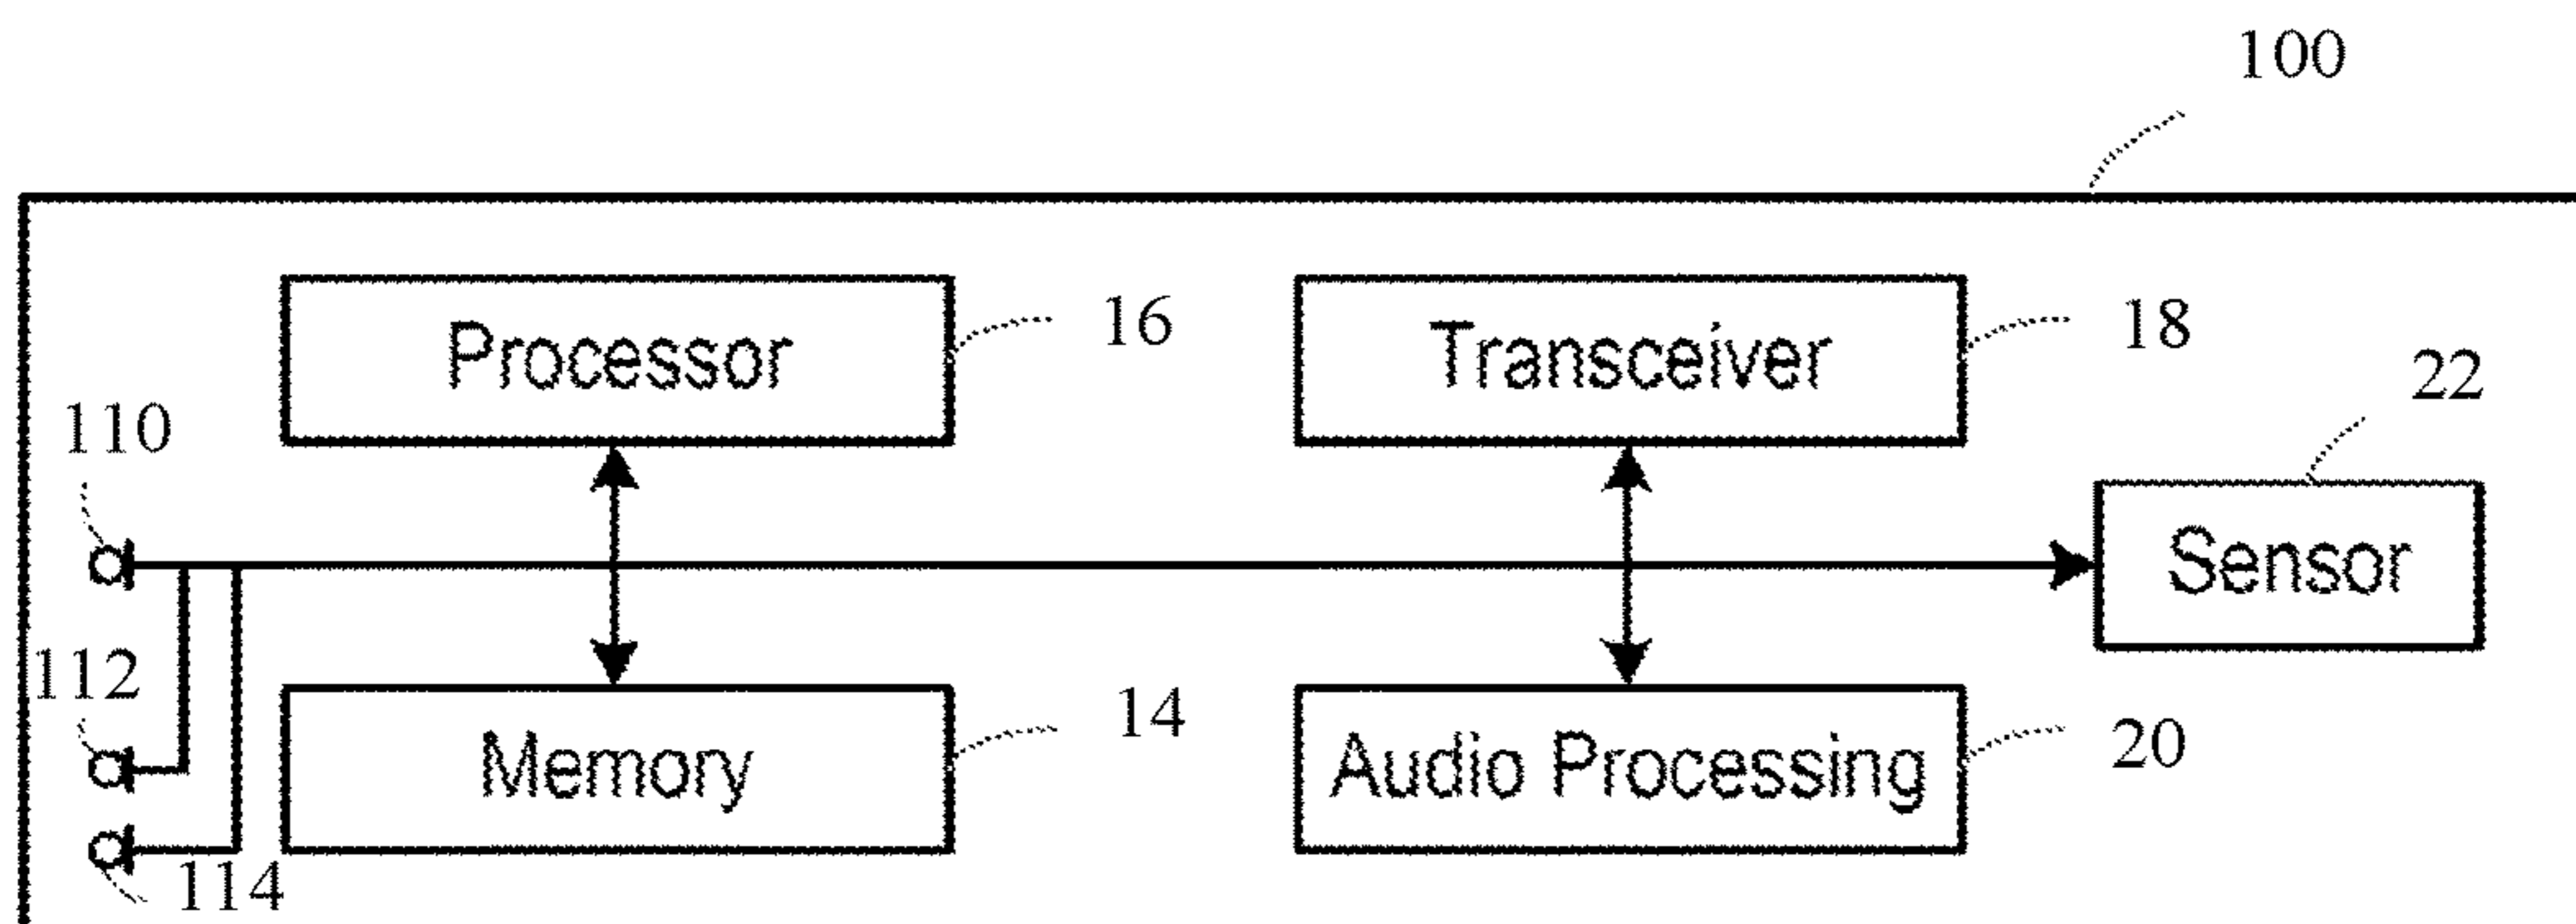 100
Processor
16
Transceiver
18
22
110
Sensor
112
Memory
14
Audio Processing
20
114